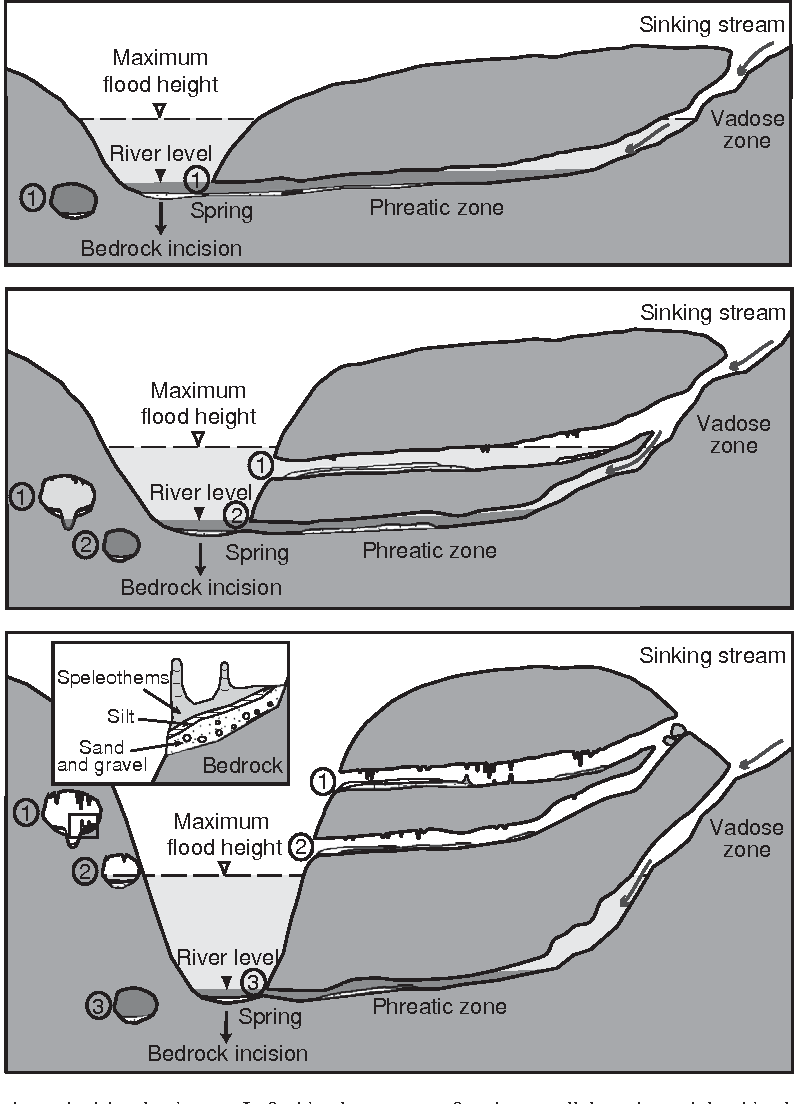 Sinking stream
Maximum
flood height
Vadose
zone
River level
1
1
Spring
Phreatic zone
Bedrock incision
Sinking stream
Maximum
flood height
Vadose
zone
1
1
River level
2
2
Spring
Phreatic zone
Bedrock incision
Sinking stream
Speleothems
Silt
Sand
and gravel
Bedrock
1
1
Maximum
flood height
Vadose
zone
2
2
River level
3
3
Spring
Phreatic zone
Bedrock incision